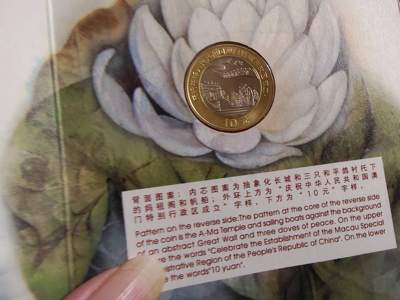 10元
背面图案:内芯图案为抽象化长城和三只和平鸽衬托下
的妈祖阁和帆船;外环上方为"庆祝中华人民共和国澳
门特别行政区成立"字样,下方为"10元"字样。
Pattern on the reverse side:The pattern at the core of the reverse side
of the coin is the A-Ma Temple and sailing boats against the background
of an abstract Great Wall and three doves of peace. On the upper
are the words "Celebrate the Establishment of the Macau Special
Region of the People's Republic of China". On the lower
the words"10 yuan".